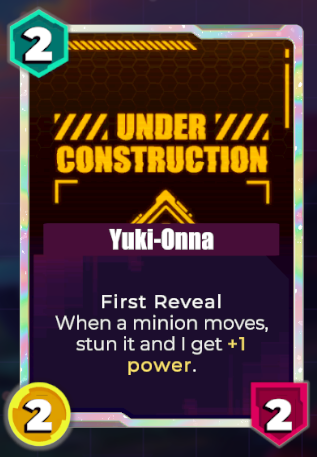 2
/// UNDER ///
CONSTRUCTION
Yuki-Onna
First Reveal
When a minion moves,
stun it and I get +1
power.
2
2